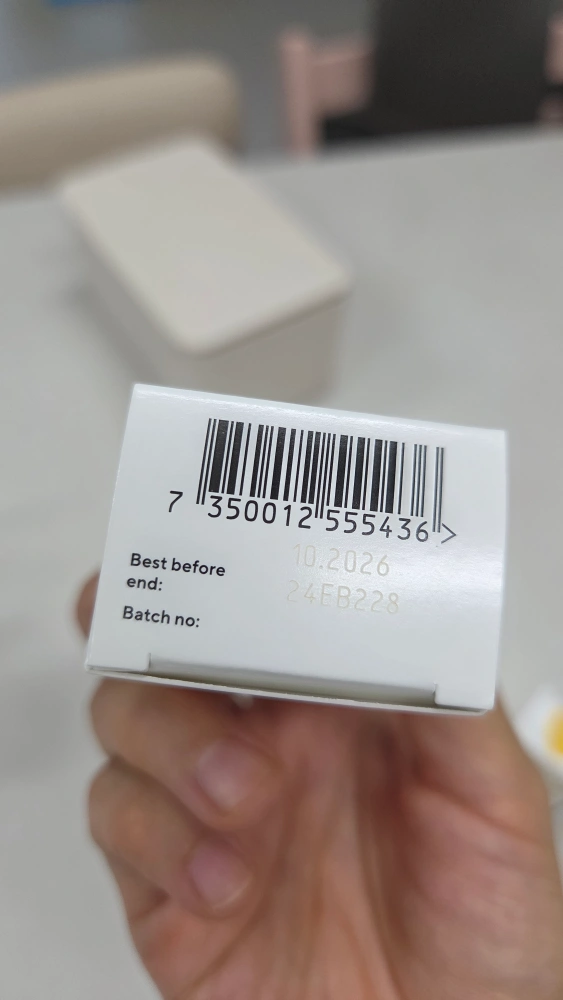 7 350012 555436 >
Best before
end:
10.2026
Batch no:
24EB228